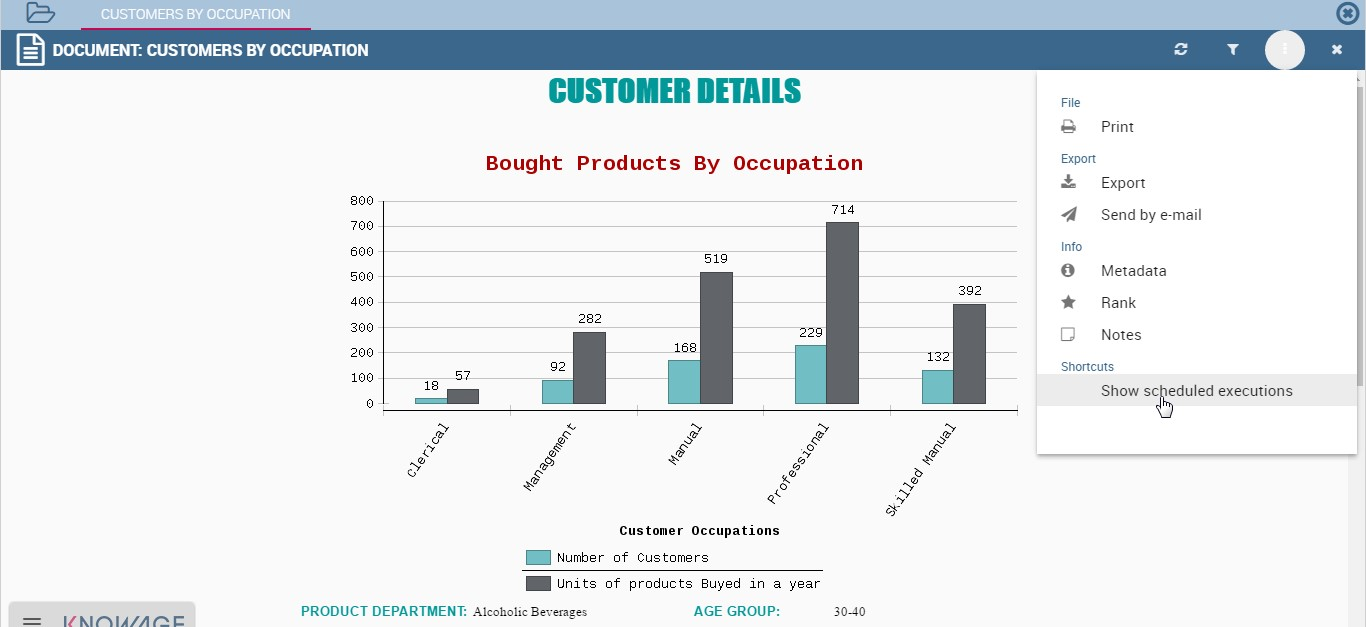 CUSTOMERS BY OCCUPATION
DOCUMENT: CUSTOMERS BY OCCUPATION
CUSTOMER DETAILS
Bought Products By Occupation
800
700
600
500
400
300
200
100
0
18
57
92
282
168
519
229
714
132
392
Clerical
Management
Manual
Professional
Skilled Manual
Customer Occupations
Number of Customers
Units of products Buyed in a year
PRODUCT DEPARTMENT: Alcoholic Beverages AGE GROUP: 30-40
File
Print
Export
Export
Send by e-mail
Info
Metadata
Rank
Notes
Shortcuts
Show scheduled executions
KNOWAGE